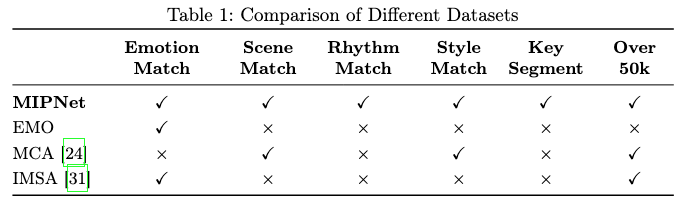 Table 1: Comparison of Different Datasets
Emotion Match Scene Match Rhythm Match Style Match Key Segment Over 50k
MIPNet ✓ ✓ ✓ ✓ ✓ ✓
EMO ✓ × × × × ×
MCA [24] × ✓ × ✓ × ✓
IMSA [31] ✓ × × × × ✓